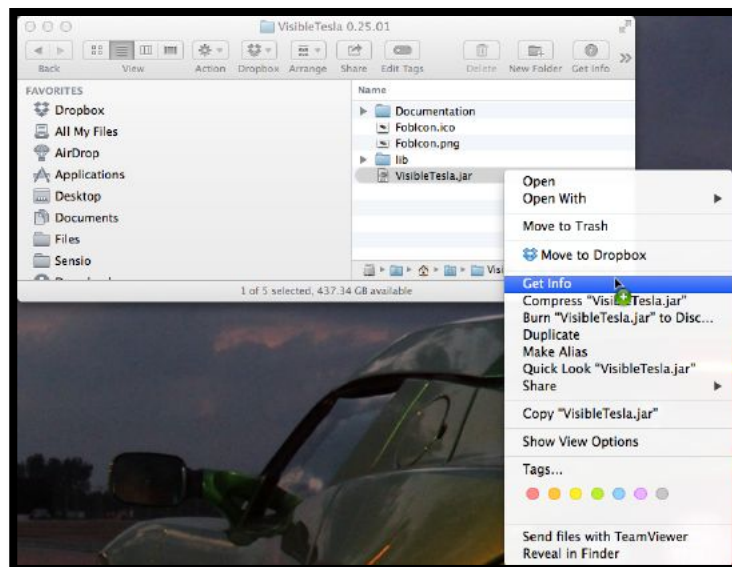 VisibleTesla 0.25.01
Back View Action Dropbox Arrange Share Edit Tags Delete New Folder Get Info
FAVORITES
Dropbox
All My Files
AirDrop
Applications
Desktop
Documents
Files
Sensio
Name
Documentation
FobIcon.ico
FobIcon.png
lib
VisibleTesla.jar
Visi
1 of 5 selected, 437.34 GB available
Open
Open With
Move to Trash
Move to Dropbox
Get Info
Compress "VisibleTesla.jar"
Burn "VisibleTesla.jar" to Disc...
Duplicate
Make Alias
Quick Look "VisibleTesla.jar"
Share
Copy "VisibleTesla.jar"
Show View Options
Tags...
Send files with TeamViewer
Reveal in Finder